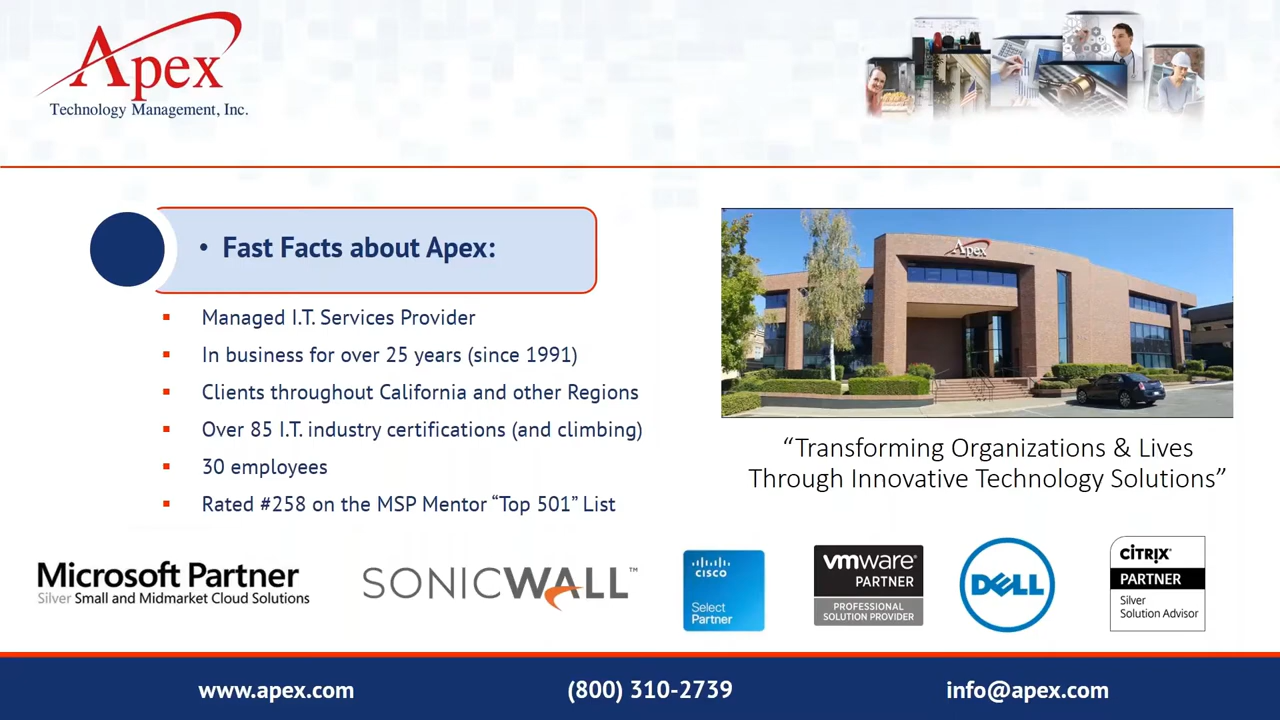 Apex
Technology Management, Inc.
• Fast Facts about Apex:
▪ Managed I.T. Services Provider
▪ In business for over 25 years (since 1991)
▪ Clients throughout California and other Regions
▪ Over 85 I.T. industry certifications (and climbing)
▪ 30 employees
▪ Rated #258 on the MSP Mentor “Top 501” List
Apex
“Transforming Organizations & Lives
Through Innovative Technology Solutions”
Microsoft Partner
Silver Small and Midmarket Cloud Solutions
SONICWALL™
CISCO
Select
Partner
vmware®
PARTNER
PROFESSIONAL
SOLUTION PROVIDER
DELL
CITRIX®
PARTNER
Silver
Solution Advisor
www.apex.com
(800) 310-2739
info@apex.com